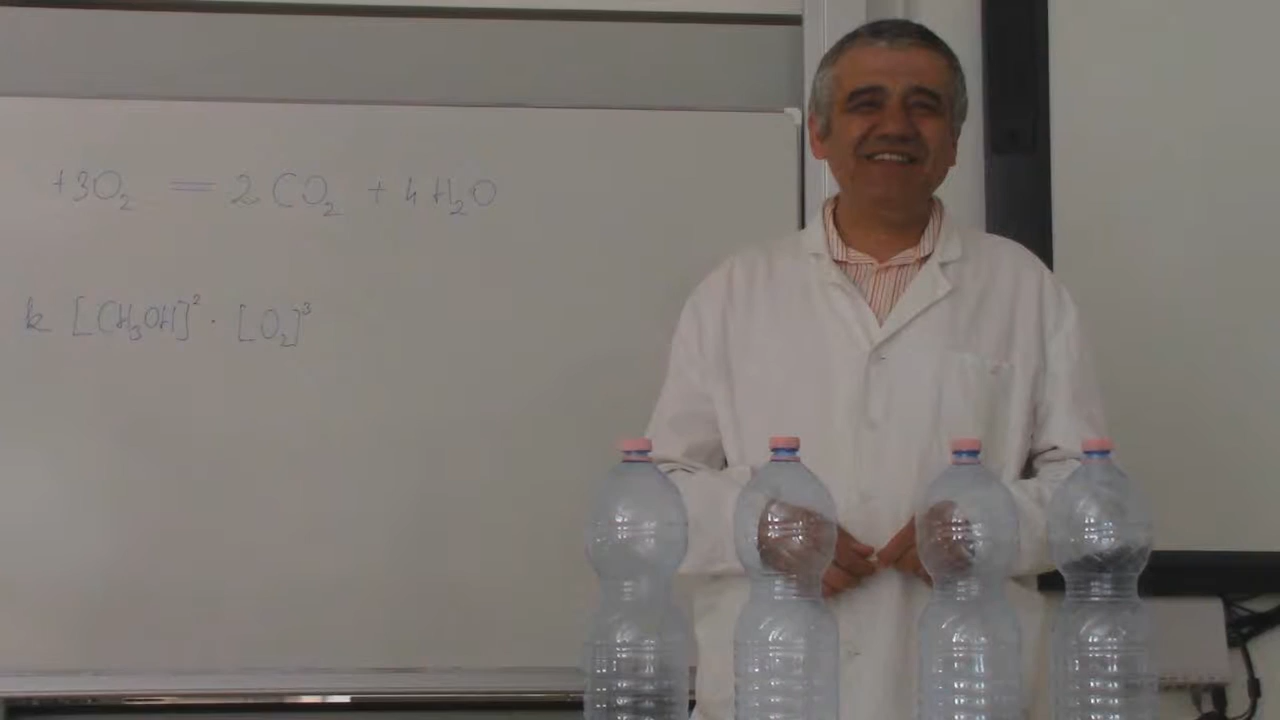 +3O₂ = 2CO₂ + 4H₂O
k [CH₃OH]² · [O₂]³